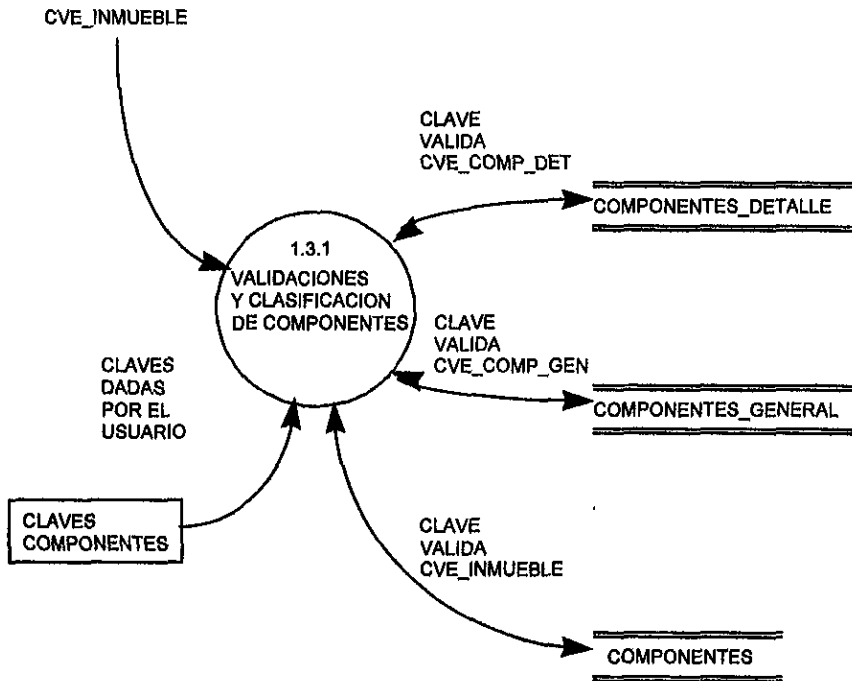 CVE_INMUEBLE
CLAVE
VALIDA
CVE_COMP_DET
COMPONENTES_DETALLE
1.3.1
VALIDACIONES
Y CLASIFICACION
DE COMPONENTES
CLAVE
VALIDA
CVE_COMP_GEN
COMPONENTES_GENERAL
CLAVES
DADAS
POR EL
USUARIO
CLAVES
COMPONENTES
CLAVE
VALIDA
CVE_INMUEBLE
COMPONENTES